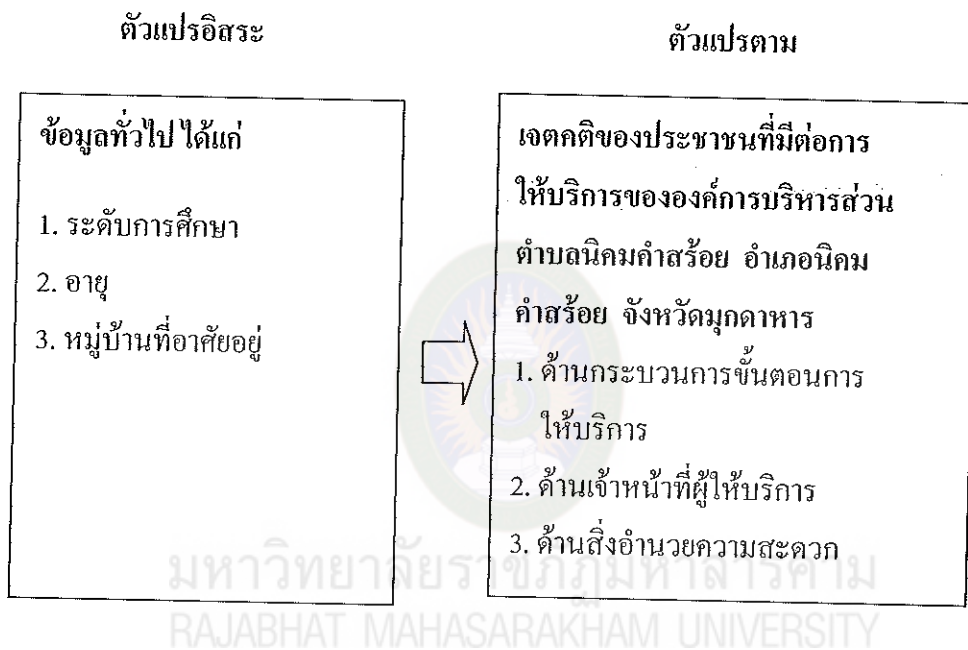 ตัวแปรอิสระ
ตัวแปรตาม
ข้อมูลทั่วไป ได้แก่
1. ระดับการศึกษา
2. อายุ
3. หมู่บ้านที่อาศัยอยู่
เจตคติของประชาชนที่มีต่อการ
ให้บริการขององค์การบริหารส่วน
ตำบลนิคมคำสร้อย อำเภอนิคม
คำสร้อย จังหวัดมุกดาหาร
1. ด้านกระบวนการขั้นตอนการ
ให้บริการ
2. ด้านเจ้าหน้าที่ผู้ให้บริการ
3. ด้านสิ่งอำนวยความสะดวก
มหาวิทยาลัยราชภัฏมหาสารคาม
RAJABHAT MAHASARAKHAM UNIVERSITY